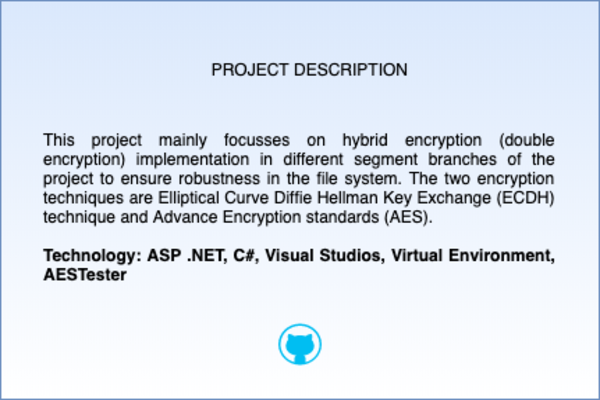 PROJECT DESCRIPTION
This project mainly focusses on hybrid encryption (double
encryption) implementation in different segment branches of the
project to ensure robustness in the file system. The two encryption
techniques are Elliptical Curve Diffie Hellman Key Exchange (ECDH)
technique and Advance Encryption standards (AES).
Technology: ASP .NET, C#, Visual Studios, Virtual Environment,
AESTester